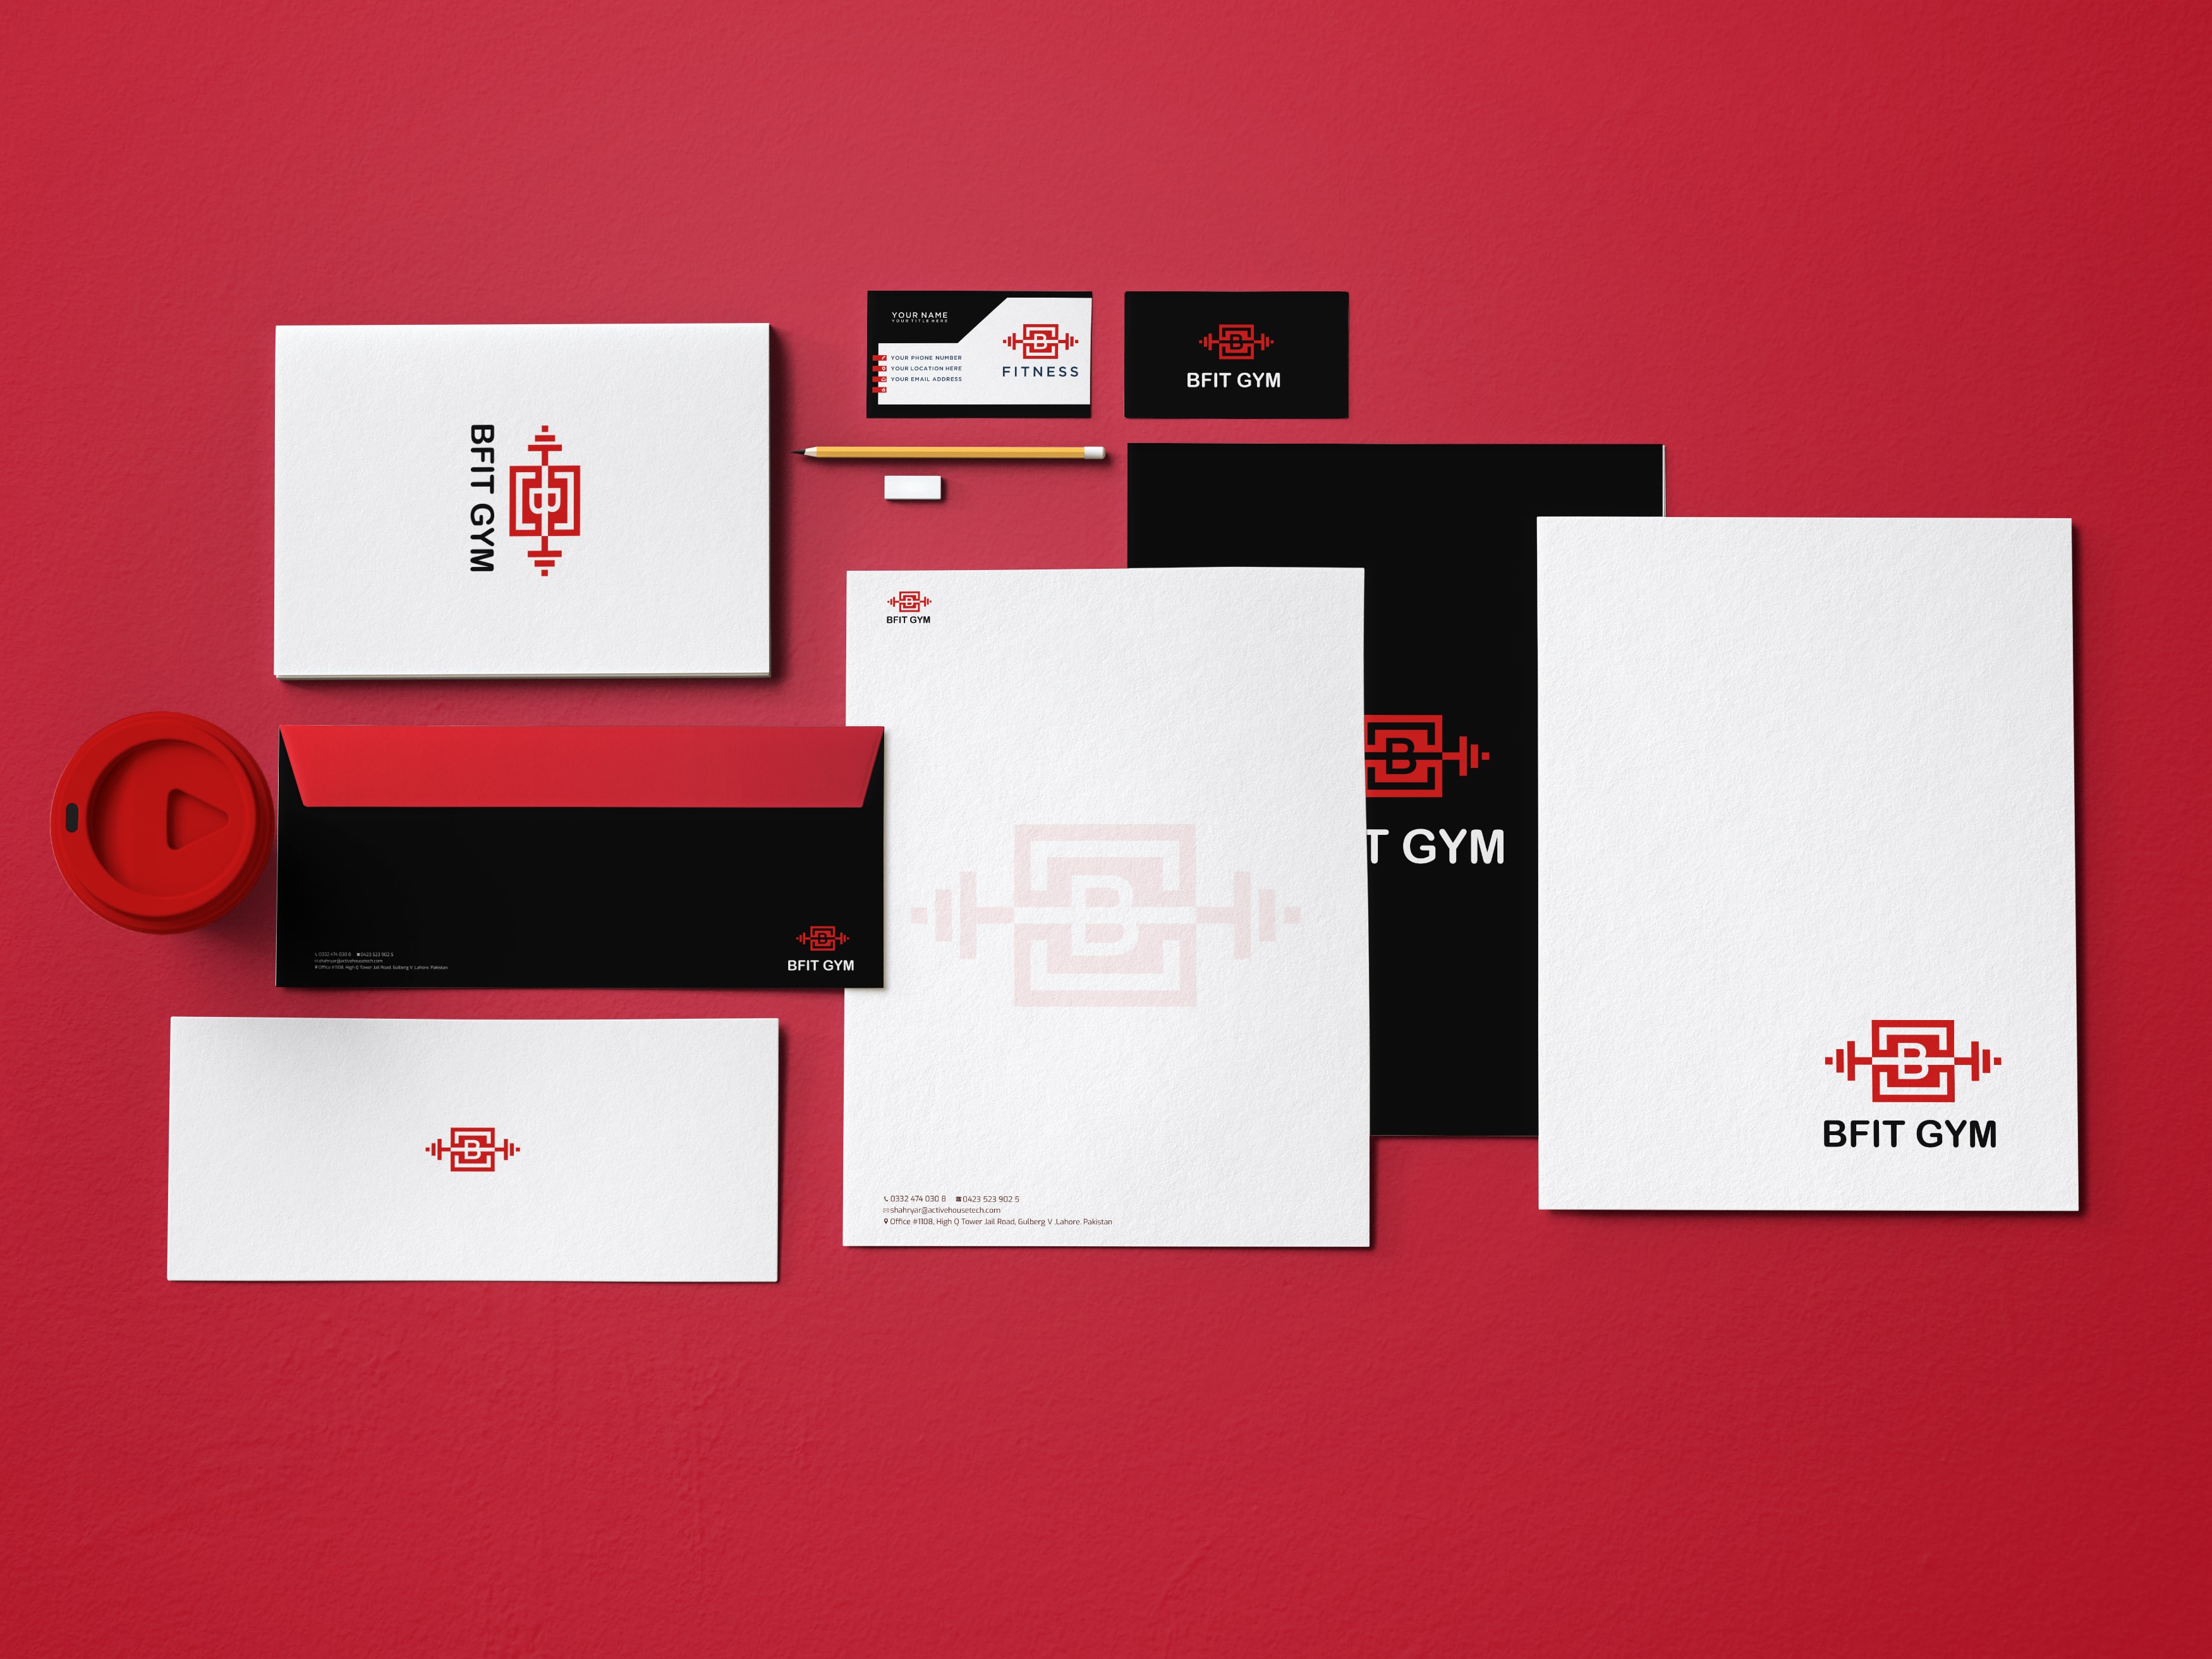 YOUR NAME
YOUR TITLE HERE
YOUR PHONE NUMBER
YOUR LOCATION HERE
YOUR EMAIL ADDRESS
B
FITNESS
B
BFIT GYM
B
BFIT GYM
B
BFIT GYM
B
T GYM
B
0332 474 030 8 0423 523 902 5
shahryar@activehousetech.com
Office #1108, High Q Tower Jail Road, Gulberg V ,Lahore. Pakistan
0332 474 030 8 0423 523 902 5
shahryar@activehousetech.com
Office #1108, High Q Tower Jail Road, Gulberg V ,Lahore. Pakistan
B
BFIT GYM
B
B
BFIT GYM